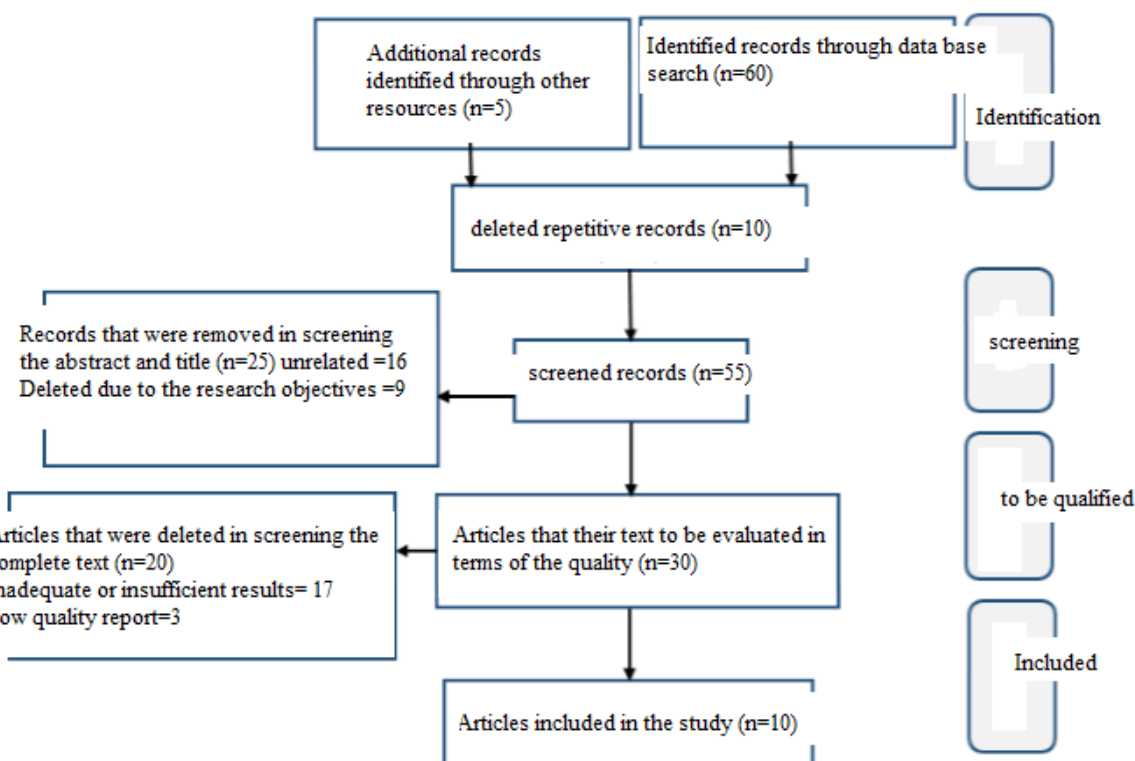 Additional records
identified through other
resources (n=5)
Identified records through data base
search (n=60)
Identification
deleted repetitive records (n=10)
Records that were removed in screening
the abstract and title (n=25) unrelated =16
Deleted due to the research objectives =9
screened records (n=55)
screening
rticles that were deleted in screening the
omplete text (n=20)
nadequate or insufficient results= 17
ow quality report=3
Articles that their text to be evaluated in
terms of the quality (n=30)
to be qualified
Articles included in the study (n=10)
Included